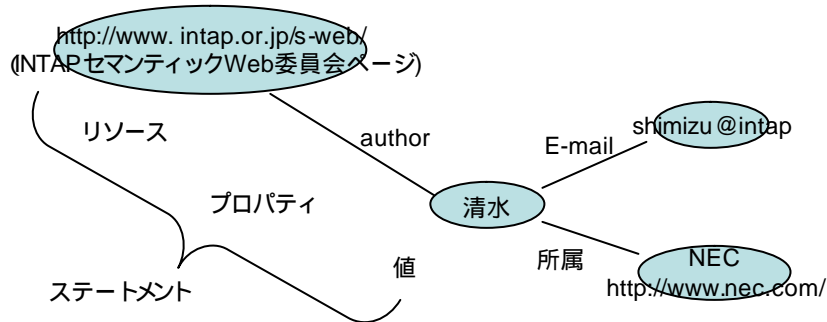 http://www. intap.or.jp/s-web/
(INTAPセマンティックWeb委員会ページ)
リソース
author
E-mail
shimizu@intap
プロパティ
清水
値
所属
NEC
http://www.nec.com/
ステートメント